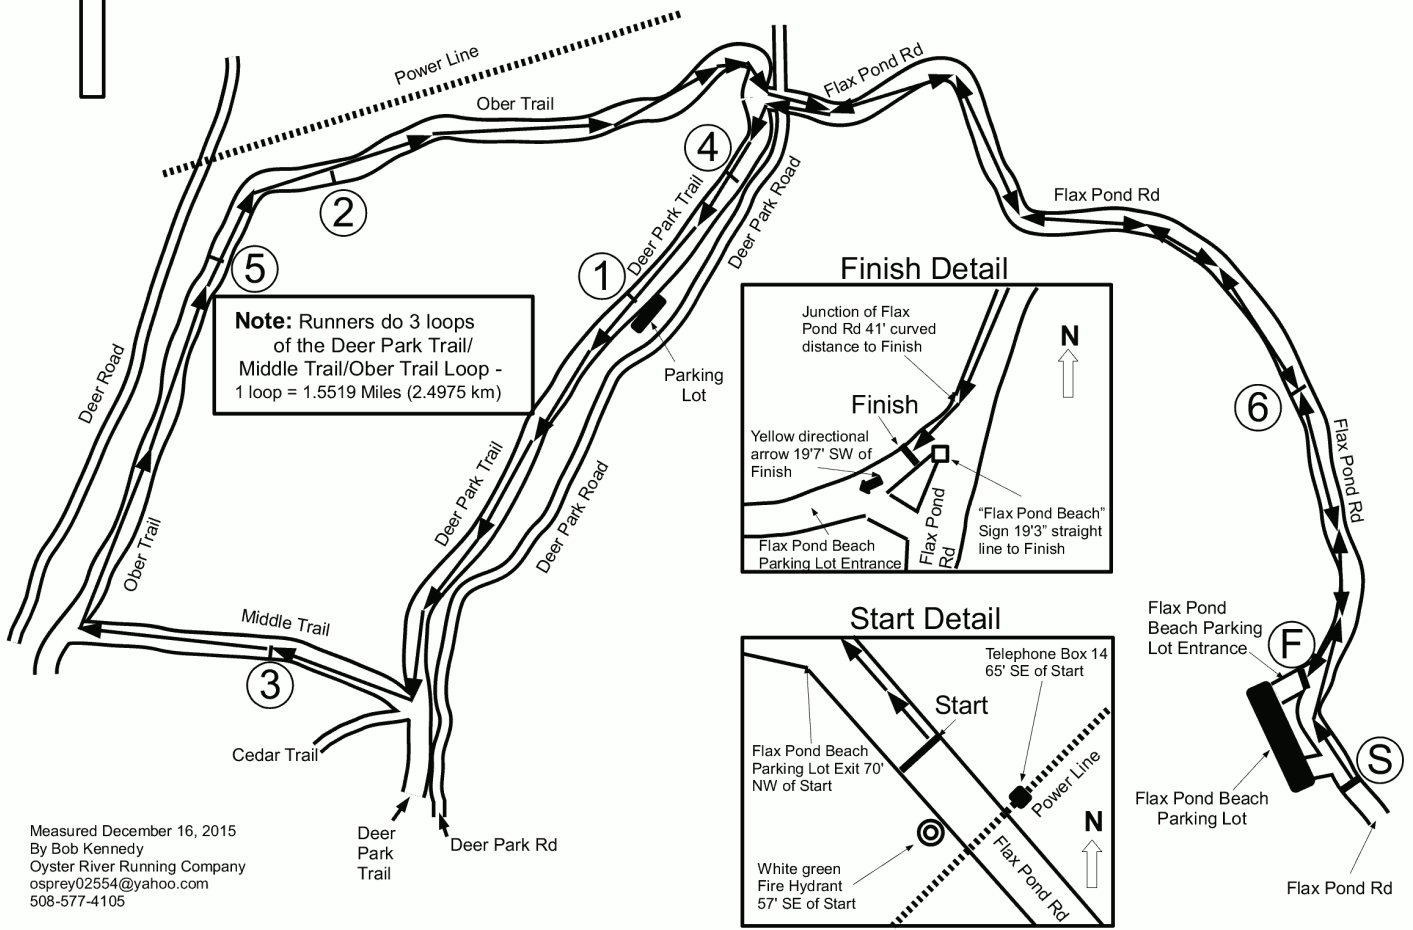 Power Line
Ober Trail
Flax Pond Rd
4
2
5
1
Deer Park Trail
Deer Park Road
Flax Pond Rd
Note: Runners do 3 loops
of the Deer Park Trail/
Middle Trail/Ober Trail Loop -
1 loop = 1.5519 Miles (2.4975 km)
Deer Road
Parking
Lot
Finish Detail
Junction of Flax
Pond Rd 41' curved
distance to Finish
N
Finish
Yellow directional
arrow 19'7' SW of
Finish
"Flax Pond Beach"
Sign 19'3" straight
line to Finish
Flax Pond
Rd
Flax Pond Beach
Parking Lot Entrance
6
Flax Pond Rd
Deer Park Trail
Deer Park Road
Ober Trail
Middle Trail
3
Cedar Trail
Start Detail
Telephone Box 14
65' SE of Start
Start
Flax Pond Beach
Parking Lot Exit 70'
NW of Start
Power Line
N
White green
Fire Hydrant
57' SE of Start
Flax Pond Rd
Flax Pond
Beach Parking
Lot Entrance
F
S
Flax Pond Beach
Parking Lot
Flax Pond Rd
Deer
Park
Trail
Deer Park Rd
Measured December 16, 2015
By Bob Kennedy
Oyster River Running Company
osprey02554@yahoo.com
508-577-4105